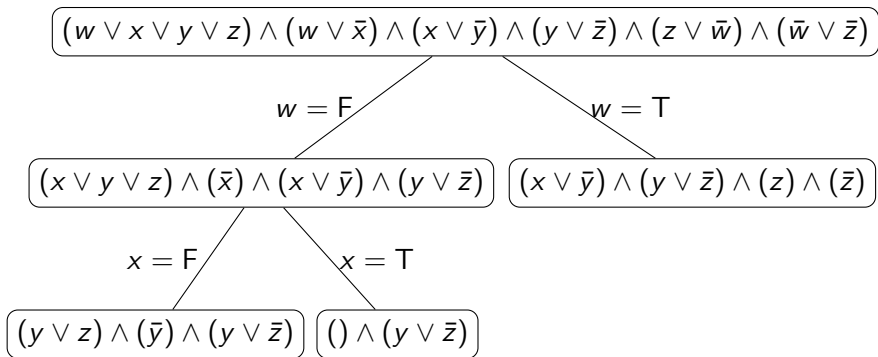 (w ∨ x ∨ y ∨ z) ∧ (w ∨ x̄) ∧ (x ∨ ȳ) ∧ (y ∨ z̄) ∧ (z ∨ w̄) ∧ (w̄ ∨ z̄)
w = F w = T
(x ∨ y ∨ z) ∧ (x̄) ∧ (x ∨ ȳ) ∧ (y ∨ z̄) (x ∨ ȳ) ∧ (y ∨ z̄) ∧ (z) ∧ (z̄)
x = F x = T
(y ∨ z) ∧ (ȳ) ∧ (y ∨ z̄) () ∧ (y ∨ z̄)